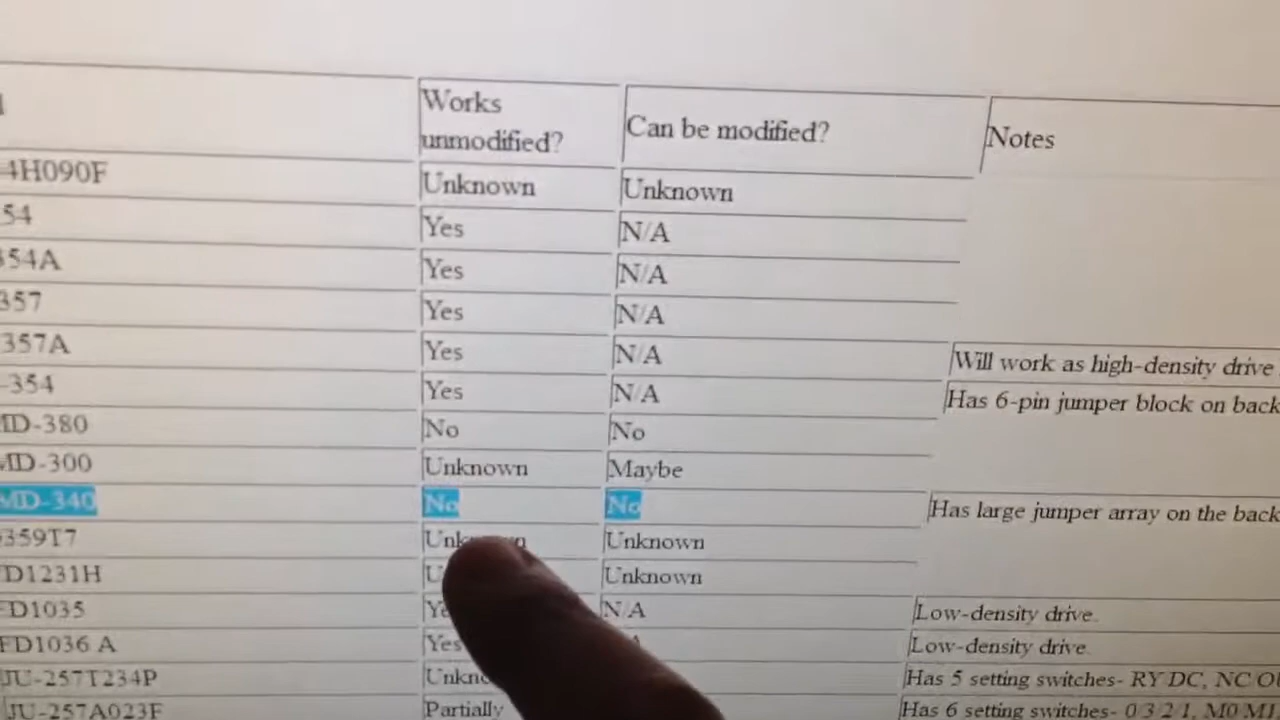 Works unmodified? Can be modified? Notes
4H090F Unknown Unknown
54 Yes N/A
354A Yes N/A
357 Yes N/A
357A Yes N/A Will work as high-density drive
-354 Yes N/A Has 6-pin jumper block on back
MD-380 No No
MD-300 Unknown Maybe
MD-340 No No Has large jumper array on the back
359T7 Unknown Unknown
D1231H Unknown
FD1035 N/A Low-density drive.
FD1036 A Yes Low-density drive
JU-257T234P Has 5 setting switches- RY DC, NC
JU-257A023F Partially Has 6 setting switches- 0/3/2/1, M0/M1